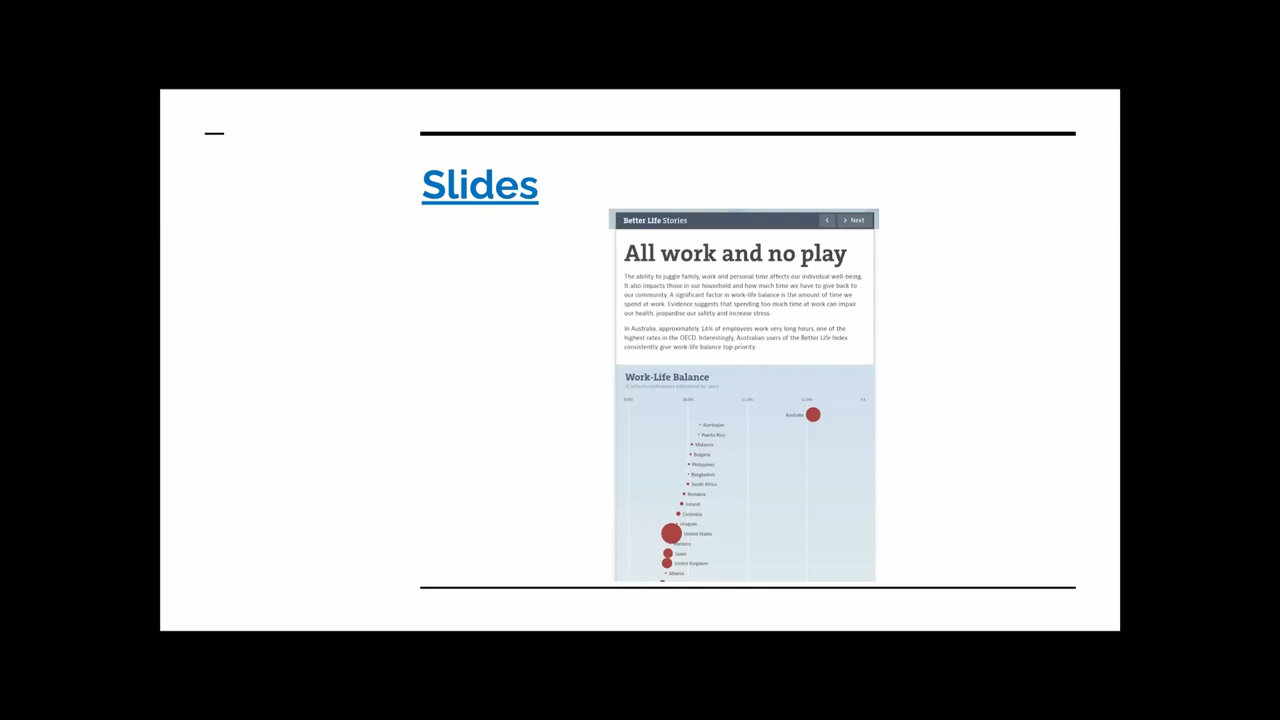 Slides
Better Life Stories
Next
All work and no play
The ability to juggle family, work and personal time affects our individual well-being.
It also impacts those in our household and how much time we have to give back to
our community. A significant factor in work-life balance is the amount of time we
spend at work. Evidence suggests that spending too much time at work can impair
our health, jeopardise our safety and increase stress.
In Australia, approximately 14% of employees work very long hours, one of the
highest rates in the OECD. Interestingly, Australian users of the Better Life Index
consistently give work-life balance top priority.
Work-Life Balance
Australia
Azerbaijan
Puerto Rico
Malaysia
Bulgaria
Philippines
Bangladesh
South Africa
Romania
Ireland
Colombia
Uruguay
United States
Morocco
Spain
United Kingdom
Albania